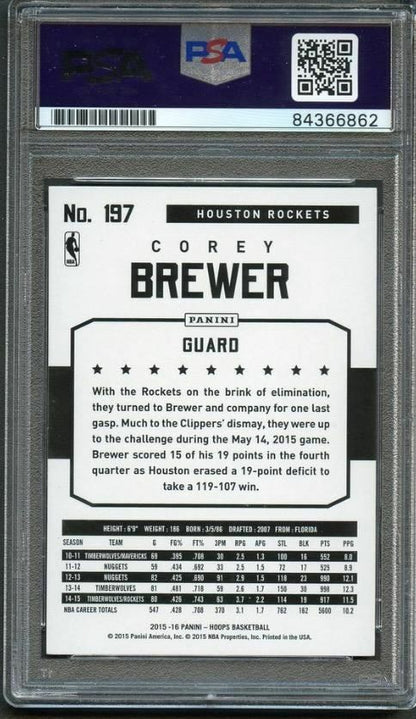 PSA
PSA
84366862
No. 197
HOUSTON ROCKETS
NBA
COREY
BREWER
PANINI
GUARD
With the Rockets on the brink of elimination,
they turned to Brewer and company for one last
gasp. Much to the Clippers' dismay, they were up
to the challenge during the May 14, 2015 game.
Brewer scored 15 of his 19 points in the fourth
quarter as Houston erased a 19-point deficit to
take a 119-107 win.
HEIGHT: 6'9" WEIGHT: 186 BORN: 3/5/86 DRAFTED: 2007 FROM: FLORIDA
SEASON TEAM G FG% FT% 3PM RPG APG STL BLK PTS PPG
10-11 TIMBERWOLVES/MAVERICKS 69 .385 .708 30 2.5 1.3 100 16 552 8.0
11-12 NUGGETS 59 .434 .692 33 2.5 1.5 72 17 525 8.9
12-13 NUGGETS 82 .425 .690 91 2.9 1.5 118 23 990 12.1
13-14 TIMBERWOLVES 81 .481 .718 59 2.6 1.7 150 30 998 12.3
14-15 TIMBERWOLVES/ROCKETS 80 .426 .743 63 3.7 2.2 114 19 917 11.5
NBA CAREER TOTALS 547 .428 .708 370 3.1 1.6 762 162 5600 10.2
2015-16 PANINI - HOOPS BASKETBALL
© 2015 Panini America, Inc. © 2015 NBA Properties, Inc. Printed in the USA.